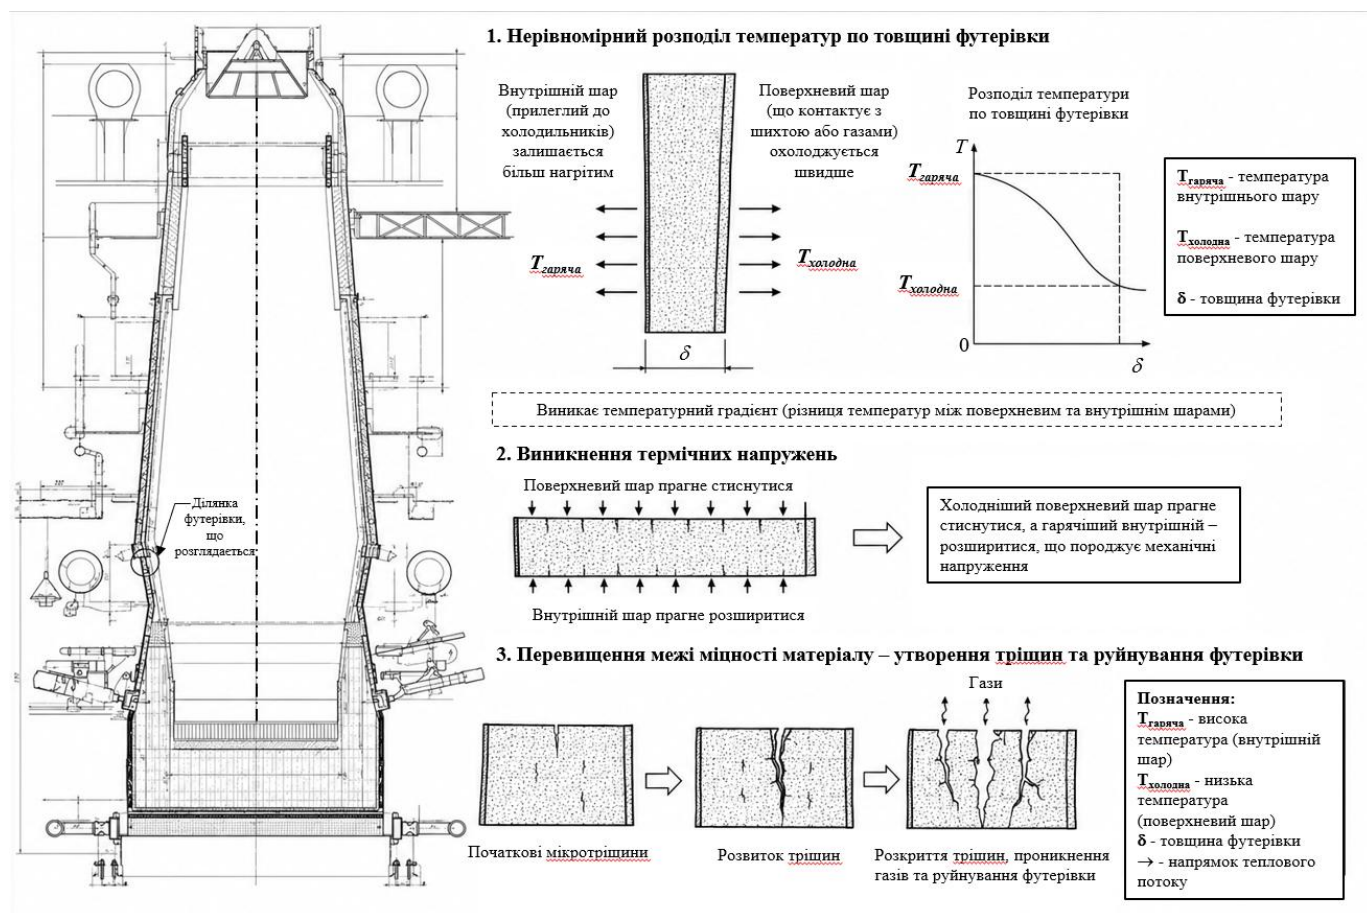 1. Нерівномірний розподіл температур по товщині футерівки
Внутрішній шар
(прилеглий до
холодильників)
залишається
більш нагрітим
Поверхневий шар
(що контактує з
шихтою або газами)
охолоджується
швидше
Tгаряча
Tхолодна
δ
Розподіл температури
по товщині футерівки
T
Tгаряча
Tхолодна
0
δ
Tгаряча - температура
внутрішнього шару
Tхолодна - температура
поверхневого шару
δ - товщина футерівки
Виникає температурний градієнт (різниця температур між поверхневим та внутрішнім шарами)
2. Виникнення термічних напружень
Поверхневий шар прагне стиснутися
Внутрішній шар прагне розширитися
Холодніший поверхневий шар прагне
стиснутися, а гарячіший внутрішній –
розширитися, що породжує механічні
напруження
Ділянка
футерівки,
що
розглядається
3. Перевищення межі міцності матеріалу – утворення трішин та руйнування футерівки
Гази
Початкові мікротрішини
Розвиток трішин
Розкриття трішин, проникнення
газів та руйнування футерівки
Позначення:
Tгаряча - висока
температура (внутрішній
шар)
Tхолодна - низька
температура
(поверхневий шар)
δ - товщина футерівки
→ - напрямок теплового
потоку